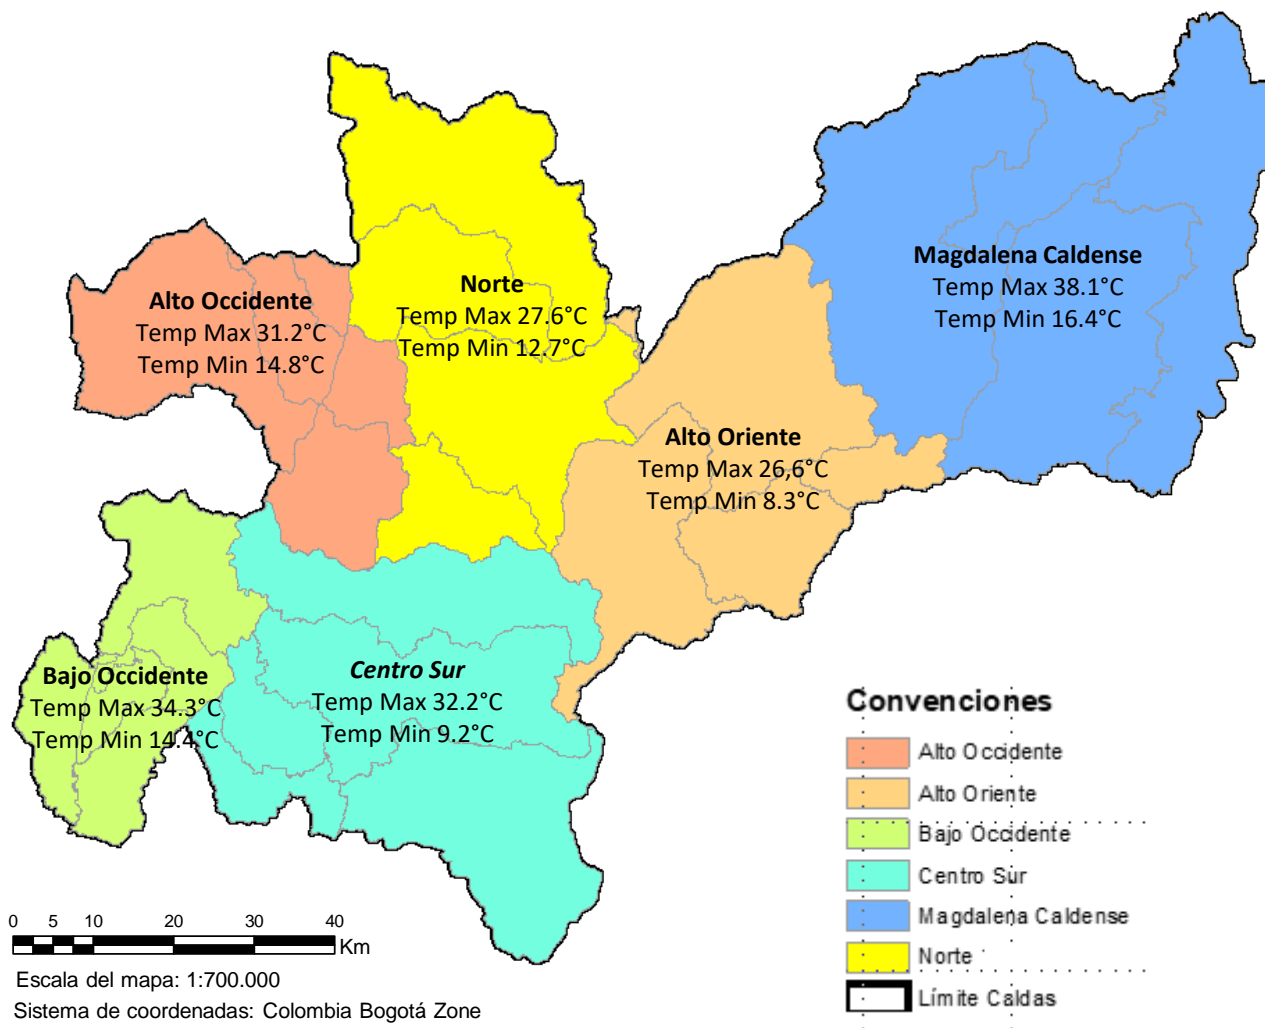 Magdalena Caldense
Temp Max 38.1°C
Temp Min 16.4°C
Norte
Temp Max 27.6°C
Temp Min 12.7°C
Alto Occidente
Temp Max 31.2°C
Temp Min 14.8°C
Alto Oriente
Temp Max 26,6°C
Temp Min 8.3°C
Centro Sur
Temp Max 32.2°C
Temp Min 9.2°C
Bajo Occidente
Temp Max 34.3°C
Temp Min 14.4°C
Convenciones
Alto Occidente
Alto Oriente
Bajo Occidente
Centro Sur
Magdalena Caldense
Norte
Límite Caldas
0 5 10 20 30 40
Km
Escala del mapa: 1:700.000
Sistema de coordenadas: Colombia Bogotá Zone